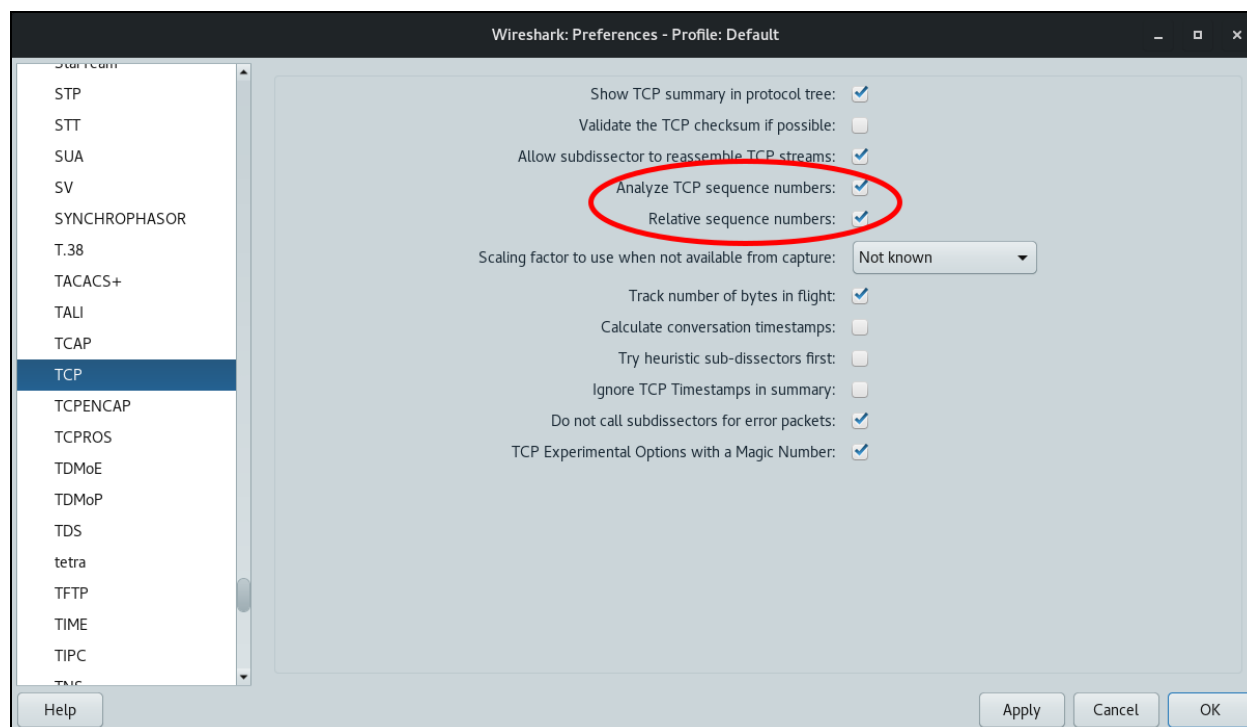 Wireshark: Preferences - Profile: Default
STP
STT
SUA
SV
SYNCHROPHASOR
T.38
TACACS+
TALI
TCAP
TCP
TCPENCAP
TCPROS
TDMoE
TDMoP
TDS
tetra
TFTP
TIME
TIPC
Show TCP summary in protocol tree:
Validate the TCP checksum if possible:
Allow subdissector to reassemble TCP streams:
Analyze TCP sequence numbers:
Relative sequence numbers:
Scaling factor to use when not available from capture: Not known
Track number of bytes in flight:
Calculate conversation timestamps:
Try heuristic sub-dissectors first:
Ignore TCP Timestamps in summary:
Do not call subdissectors for error packets:
TCP Experimental Options with a Magic Number:
Help Apply Cancel OK